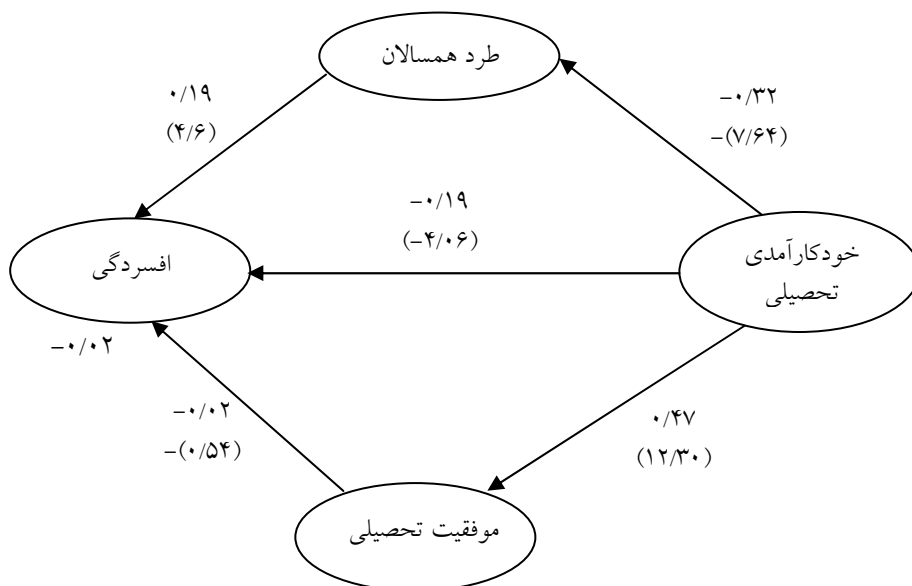 طرد همسالان
۰/۱۹
(۴/۶)
-۰/۳۲
-(۷/۶۴)
-۰/۱۹
(-۴/۰۶)
افسردگی
خودکارآمدی
تحصیلی
-۰/۰۲
-۰/۰۲
-(۰/۵۴)
۰/۴۷
(۱۲/۳۰)
موفقیت تحصیلی